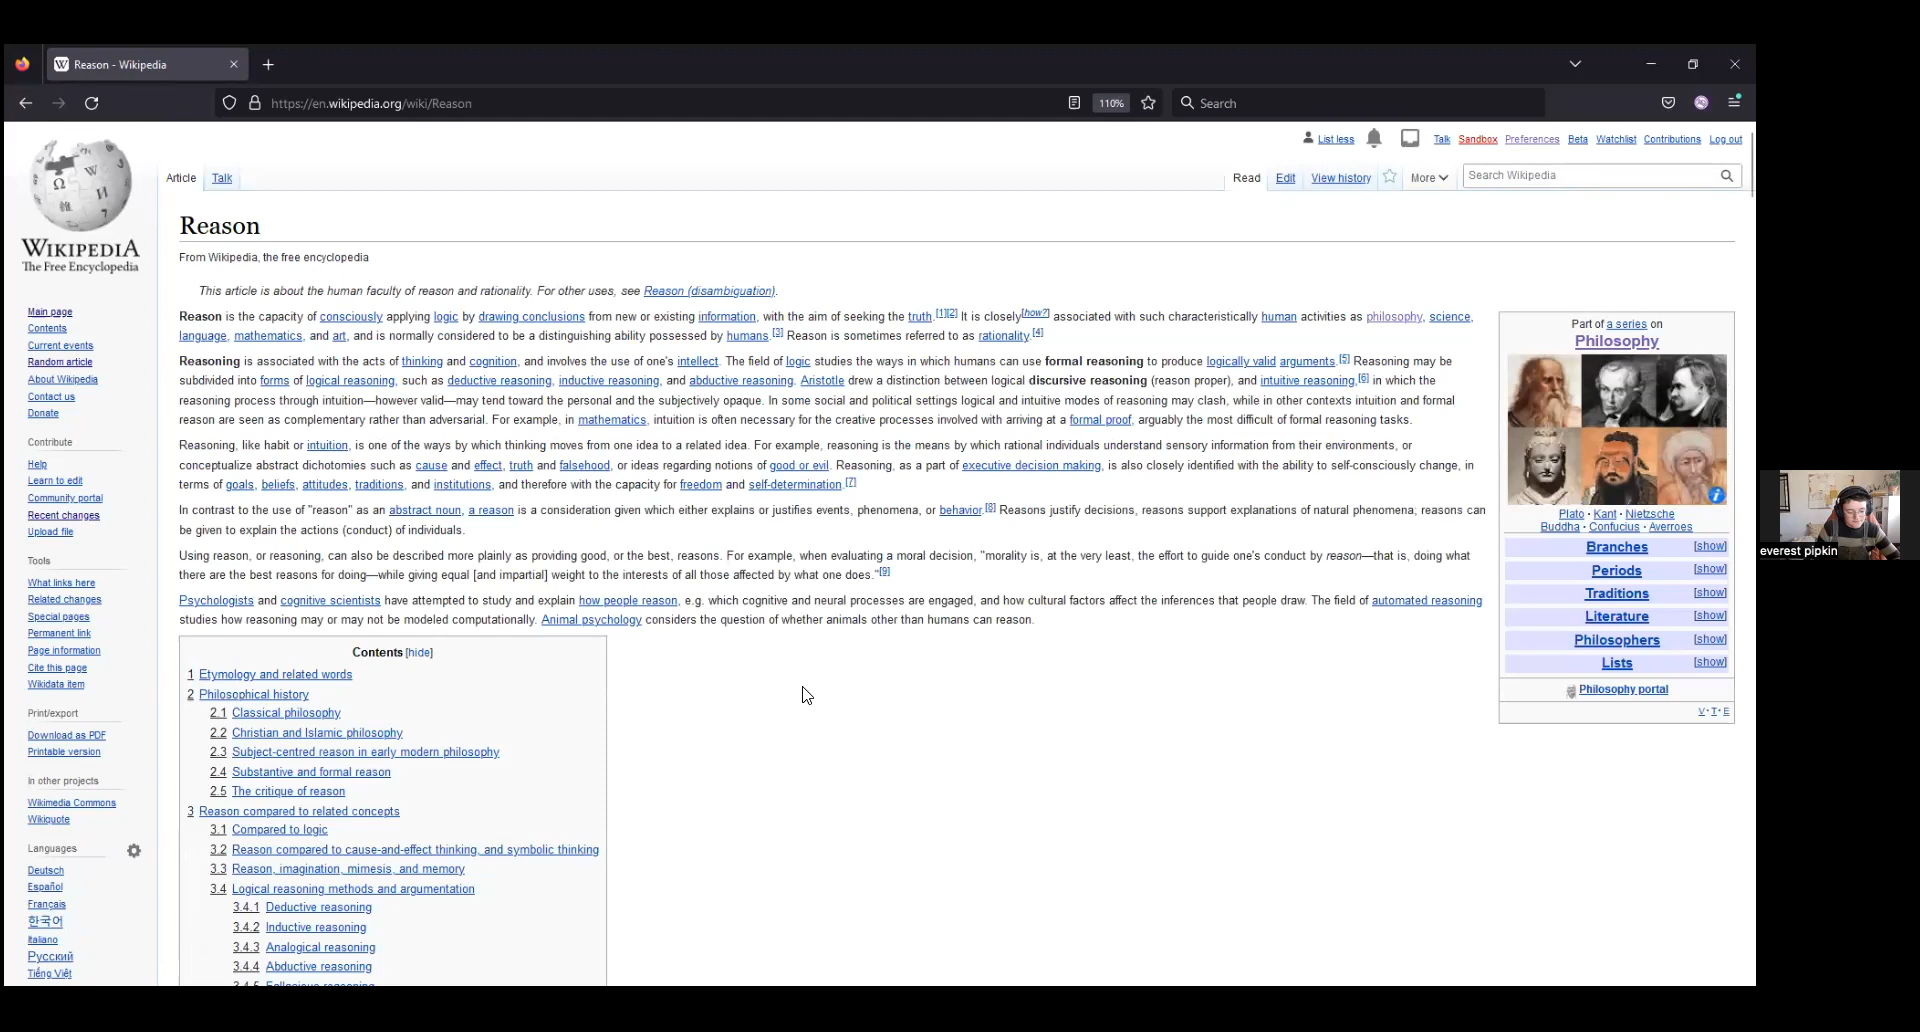 Reason - Wikipedia
https://en.wikipedia.org/wiki/Reason
110%
Search
List less
Talk Sandbox Preferences Beta Watchlist Contributions Log out
WIKIPEDIA
The Free Encyclopedia
Article Talk
Read Edit View history More
Search Wikipedia
Main page
Contents
Current events
Random article
About Wikipedia
Contact us
Donate
Contribute
Help
Learn to edit
Community portal
Recent changes
Upload file
Tools
What links here
Related changes
Special pages
Permanent link
Page information
Cite this page
Wikidata item
Print/export
Download as PDF
Printable version
In other projects
Wikimedia Commons
Wikiquote
Languages
Deutsch
Español
Français
한국어
Italiano
Русский
Tiếng Việt
Reason
From Wikipedia, the free encyclopedia
This article is about the human faculty of reason and rationality. For other uses, see Reason (disambiguation).
Reason is the capacity of consciously applying logic by drawing conclusions from new or existing information, with the aim of seeking the truth.[1][2] It is closely[how?] associated with such characteristically human activities as philosophy, science,
language, mathematics, and art, and is normally considered to be a distinguishing ability possessed by humans.[3] Reason is sometimes referred to as rationality.[4]
Reasoning is associated with the acts of thinking and cognition, and involves the use of one's intellect. The field of logic studies the ways in which humans can use formal reasoning to produce logically valid arguments.[5] Reasoning may be
subdivided into forms of logical reasoning, such as deductive reasoning, inductive reasoning, and abductive reasoning. Aristotle drew a distinction between logical discursive reasoning (reason proper), and intuitive reasoning,[6] in which the
reasoning process through intuition—however valid—may tend toward the personal and the subjectively opaque. In some social and political settings logical and intuitive modes of reasoning may clash, while in other contexts intuition and formal
reason are seen as complementary rather than adversarial. For example, in mathematics, intuition is often necessary for the creative processes involved with arriving at a formal proof, arguably the most difficult of formal reasoning tasks.
Reasoning, like habit or intuition, is one of the ways by which thinking moves from one idea to a related idea. For example, reasoning is the means by which rational individuals understand sensory information from their environments, or
conceptualize abstract dichotomies such as cause and effect, truth and falsehood, or ideas regarding notions of good or evil. Reasoning, as a part of executive decision making, is also closely identified with the ability to self-consciously change, in
terms of goals, beliefs, attitudes, traditions, and institutions, and therefore with the capacity for freedom and self-determination.[7]
In contrast to the use of "reason" as an abstract noun, a reason is a consideration given which either explains or justifies events, phenomena, or behavior.[8] Reasons justify decisions, reasons support explanations of natural phenomena; reasons can
be given to explain the actions (conduct) of individuals.
Using reason, or reasoning, can also be described more plainly as providing good, or the best, reasons. For example, when evaluating a moral decision, "morality is, at the very least, the effort to guide one's conduct by reason—that is, doing what
there are the best reasons for doing—while giving equal [and impartial] weight to the interests of all those affected by what one does."[9]
Psychologists and cognitive scientists have attempted to study and explain how people reason, e.g. which cognitive and neural processes are engaged, and how cultural factors affect the inferences that people draw. The field of automated reasoning
studies how reasoning may or may not be modeled computationally. Animal psychology considers the question of whether animals other than humans can reason.
Contents [hide]
1 Etymology and related words
2 Philosophical history
2.1 Classical philosophy
2.2 Christian and Islamic philosophy
2.3 Subject-centred reason in early modern philosophy
2.4 Substantive and formal reason
2.5 The critique of reason
3 Reason compared to related concepts
3.1 Compared to logic
3.2 Reason compared to cause-and-effect thinking, and symbolic thinking
3.3 Reason, imagination, mimesis, and memory
3.4 Logical reasoning methods and argumentation
3.4.1 Deductive reasoning
3.4.2 Inductive reasoning
3.4.3 Analogical reasoning
3.4.4 Abductive reasoning
3.4.5 Fallacious reasoning
Part of a series on
Philosophy
Plato · Kant · Nietzsche
Buddha · Confucius · Averroes
Branches [show]
Periods [show]
Traditions [show]
Literature [show]
Philosophers [show]
Lists [show]
Philosophy portal
V · T · E
everest pipkin